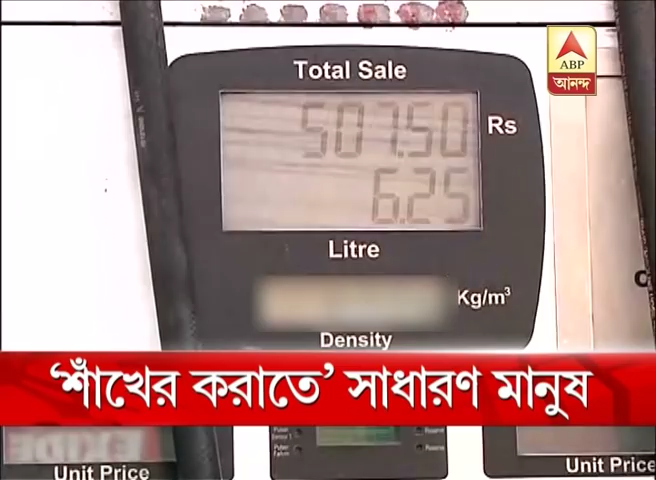 Total Sale
ABP
আনন্দ
507.50 Rs
6.25
Litre
Kg/m³
Density
‘শাঁখের করাতে’ সাধারণ মানুষ
Unit Price
Unit Price